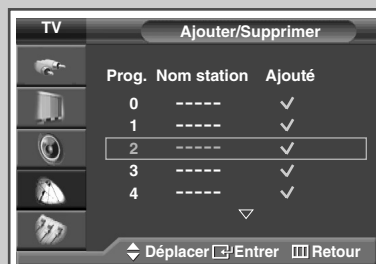 TV
Ajouter/Supprimer
Prog. Nom station Ajouté
0 ----- ✓
1 ----- ✓
2 ----- ✓
3 ----- ✓
4 ----- ✓
Déplacer Entrer Retour